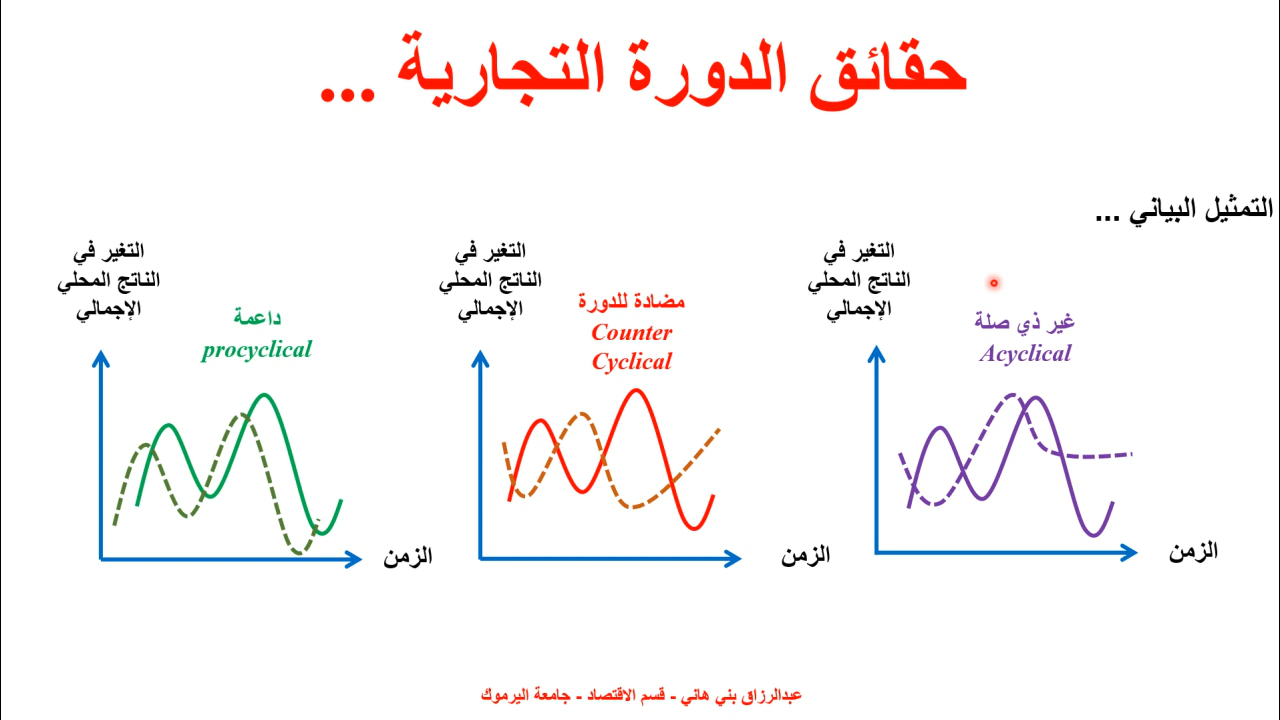 حقائق الدورة التجارية ...
التمثيل البياني ...
التغير في
الناتج المحلي
الإجمالي
غير ذي صلة
Acyclical
الزمن
التغير في
الناتج المحلي
الإجمالي
مضادة للدورة
Counter
Cyclical
الزمن
التغير في
الناتج المحلي
الإجمالي
داعمة
procyclical
الزمن
عبدالرزاق بني هاني - قسم الاقتصاد - جامعة اليرموك